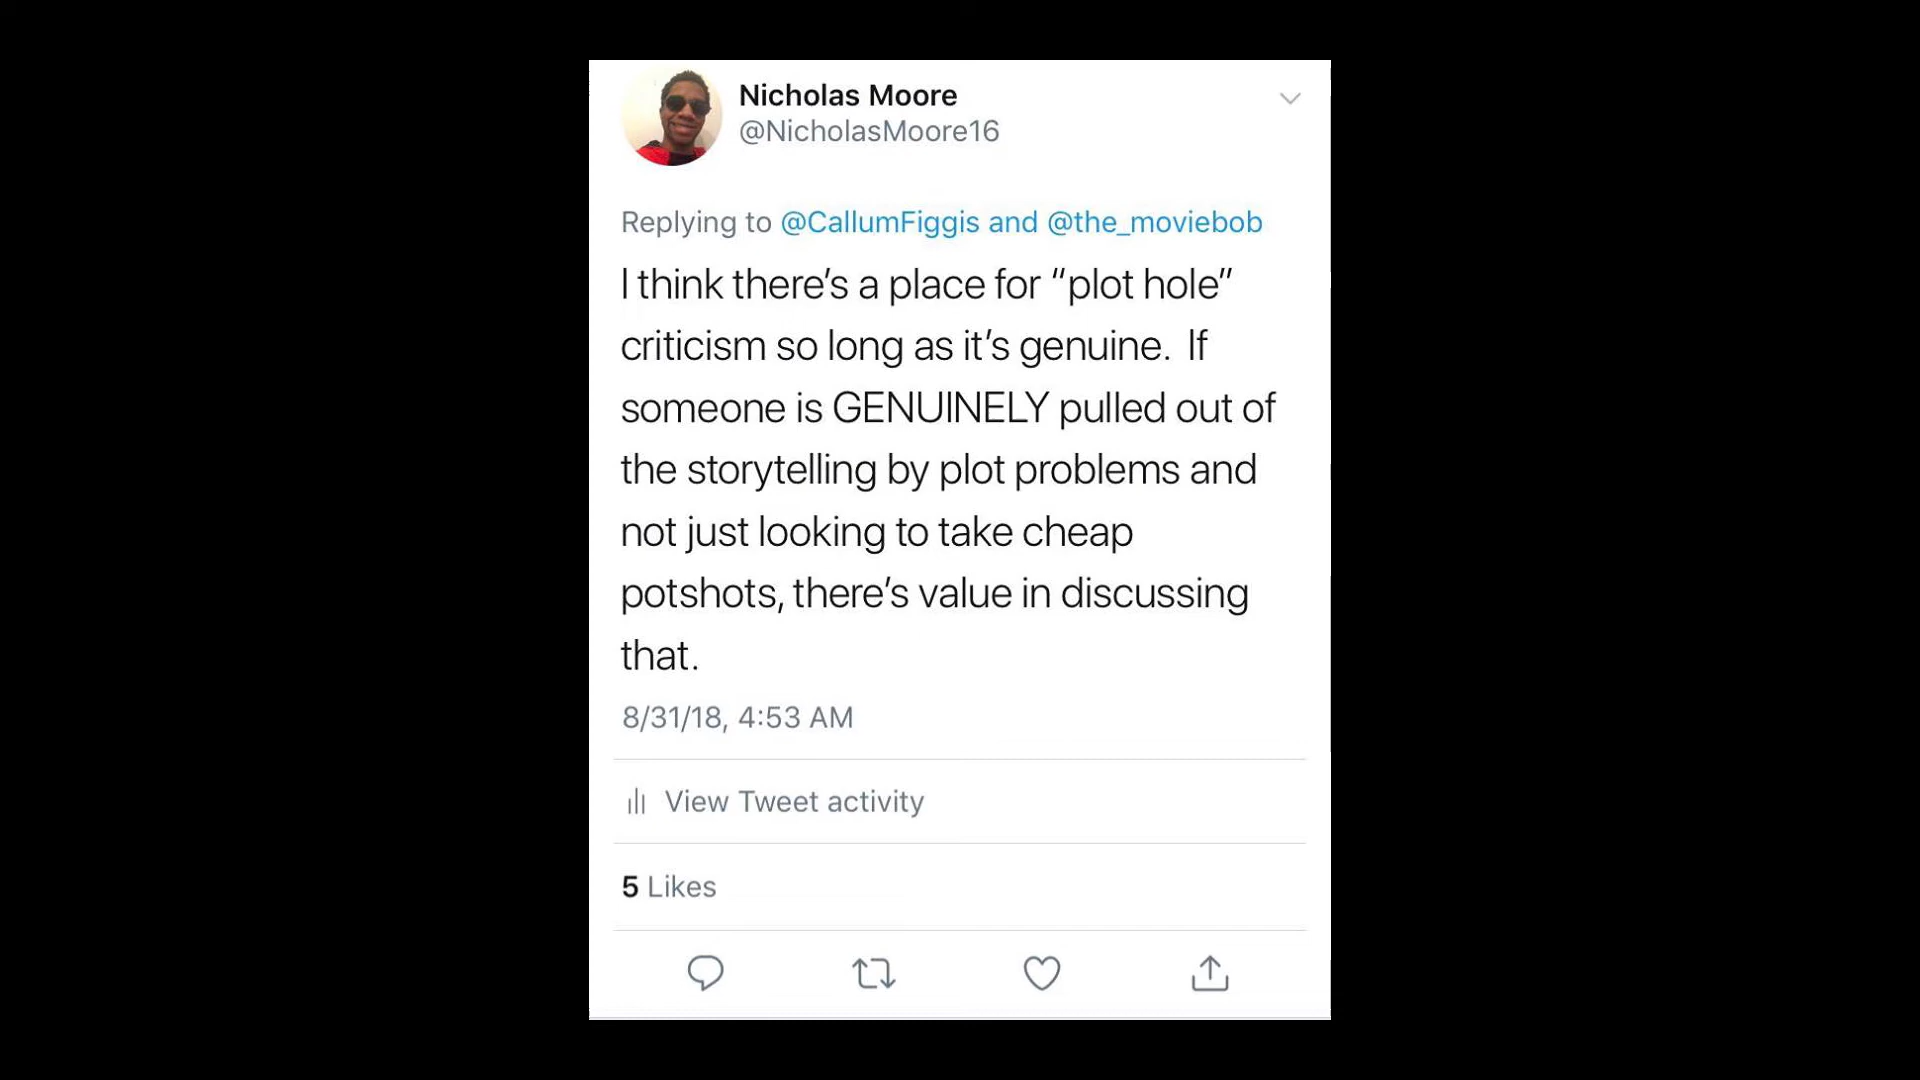 Nicholas Moore
@NicholasMoore16
Replying to @CallumFiggis and @the_moviebob
I think there’s a place for “plot hole”
criticism so long as it’s genuine.  If
someone is GENUINELY pulled out of
the storytelling by plot problems and
not just looking to take cheap
potshots, there’s value in discussing
that.
8/31/18, 4:53 AM
View Tweet activity
5 Likes